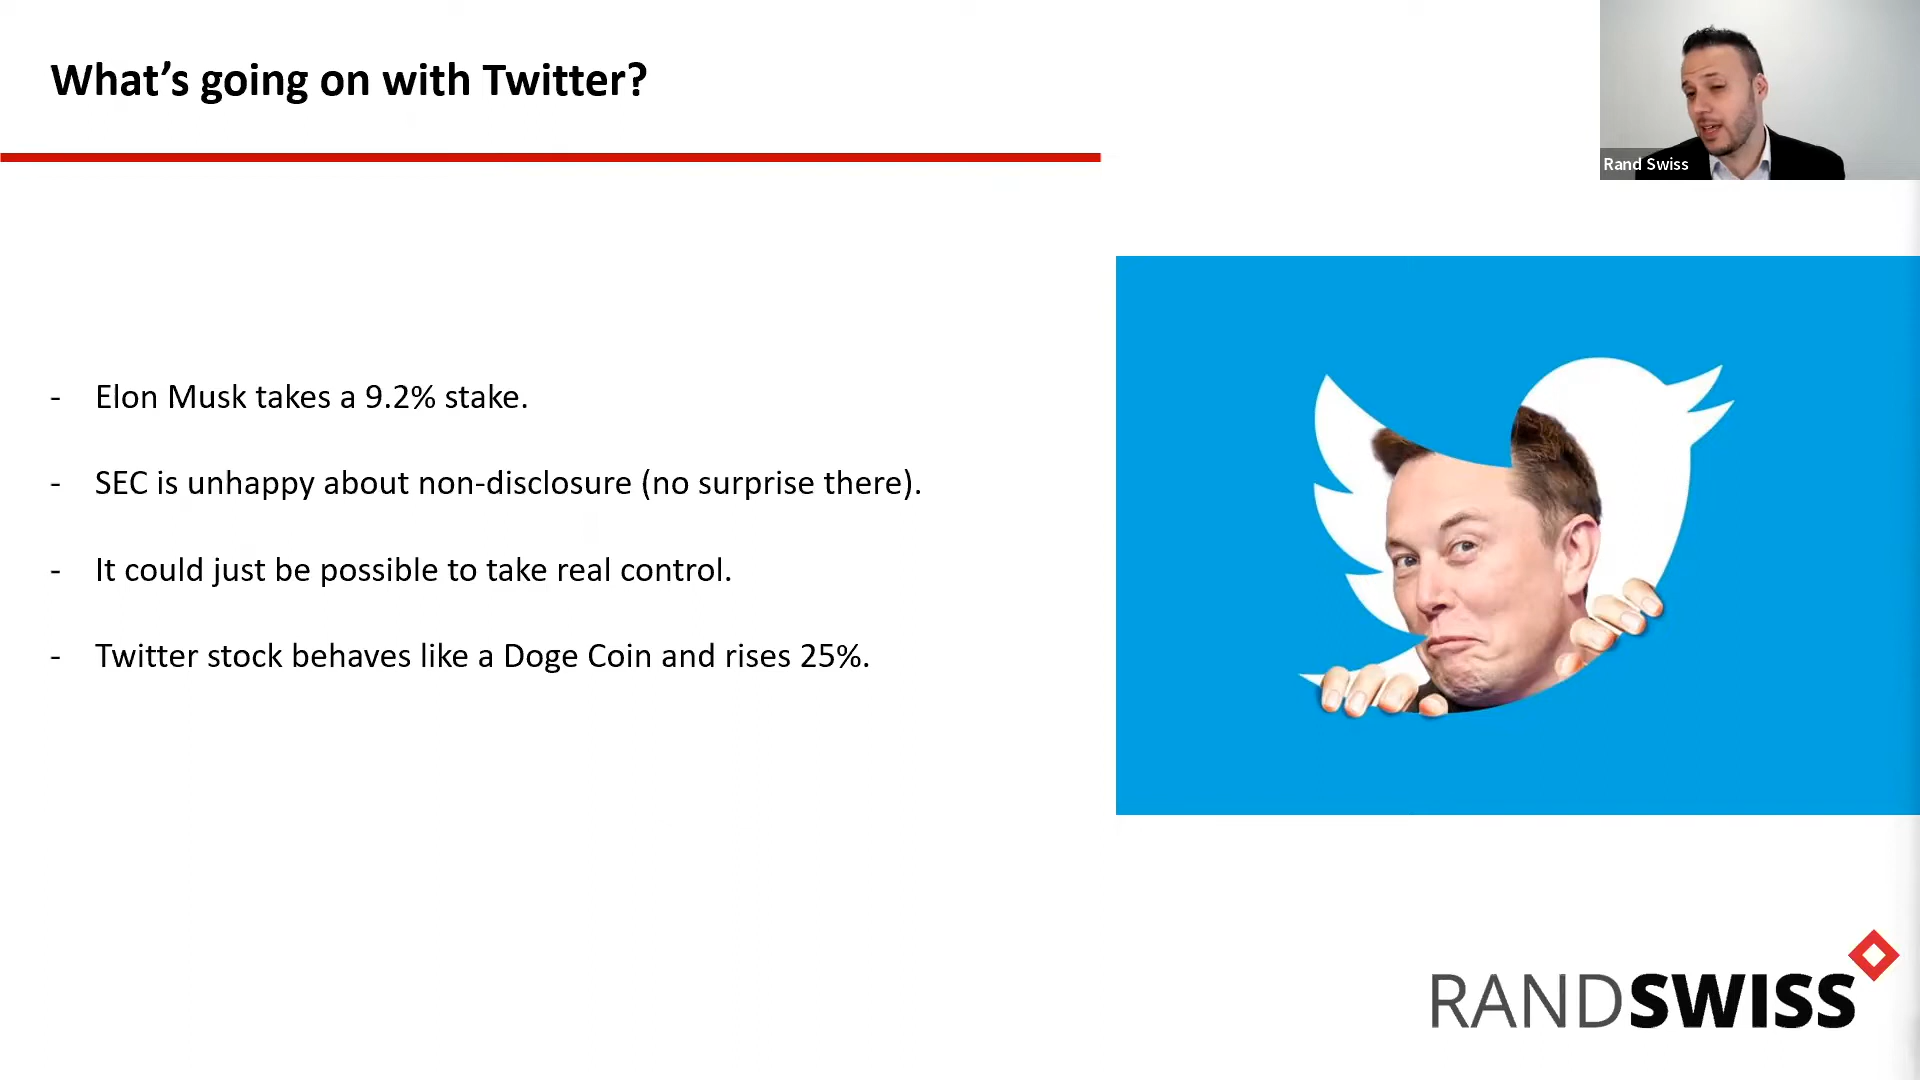 What’s going on with Twitter?
Rand Swiss
- Elon Musk takes a 9.2% stake.
- SEC is unhappy about non-disclosure (no surprise there).
- It could just be possible to take real control.
- Twitter stock behaves like a Doge Coin and rises 25%.
RANDSWISS